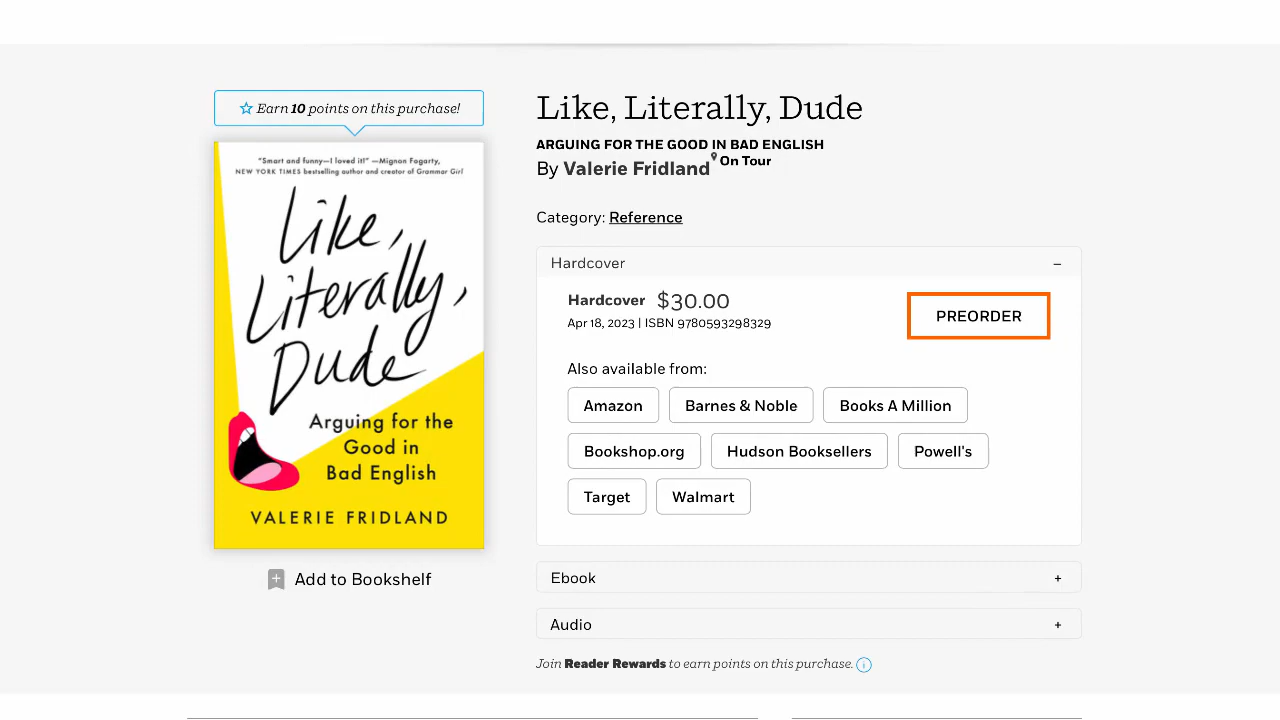 Earn 10 points on this purchase!
"Smart and funny—I loved it!" —Mignon Fogarty,
NEW YORK TIMES bestselling author and creator of Grammar Girl
Like,
Literally,
Dude
Arguing for the
Good in
Bad English
VALERIE FRIDLAND
Add to Bookshelf
Like, Literally, Dude
ARGUING FOR THE GOOD IN BAD ENGLISH
By Valerie Fridland On Tour
Category: Reference
Hardcover –
Hardcover $30.00
Apr 18, 2023 | ISBN 9780593298329
PREORDER
Also available from:
Amazon Barnes & Noble Books A Million
Bookshop.org Hudson Booksellers Powell's
Target Walmart
Ebook +
Audio +
Join Reader Rewards to earn points on this purchase. i